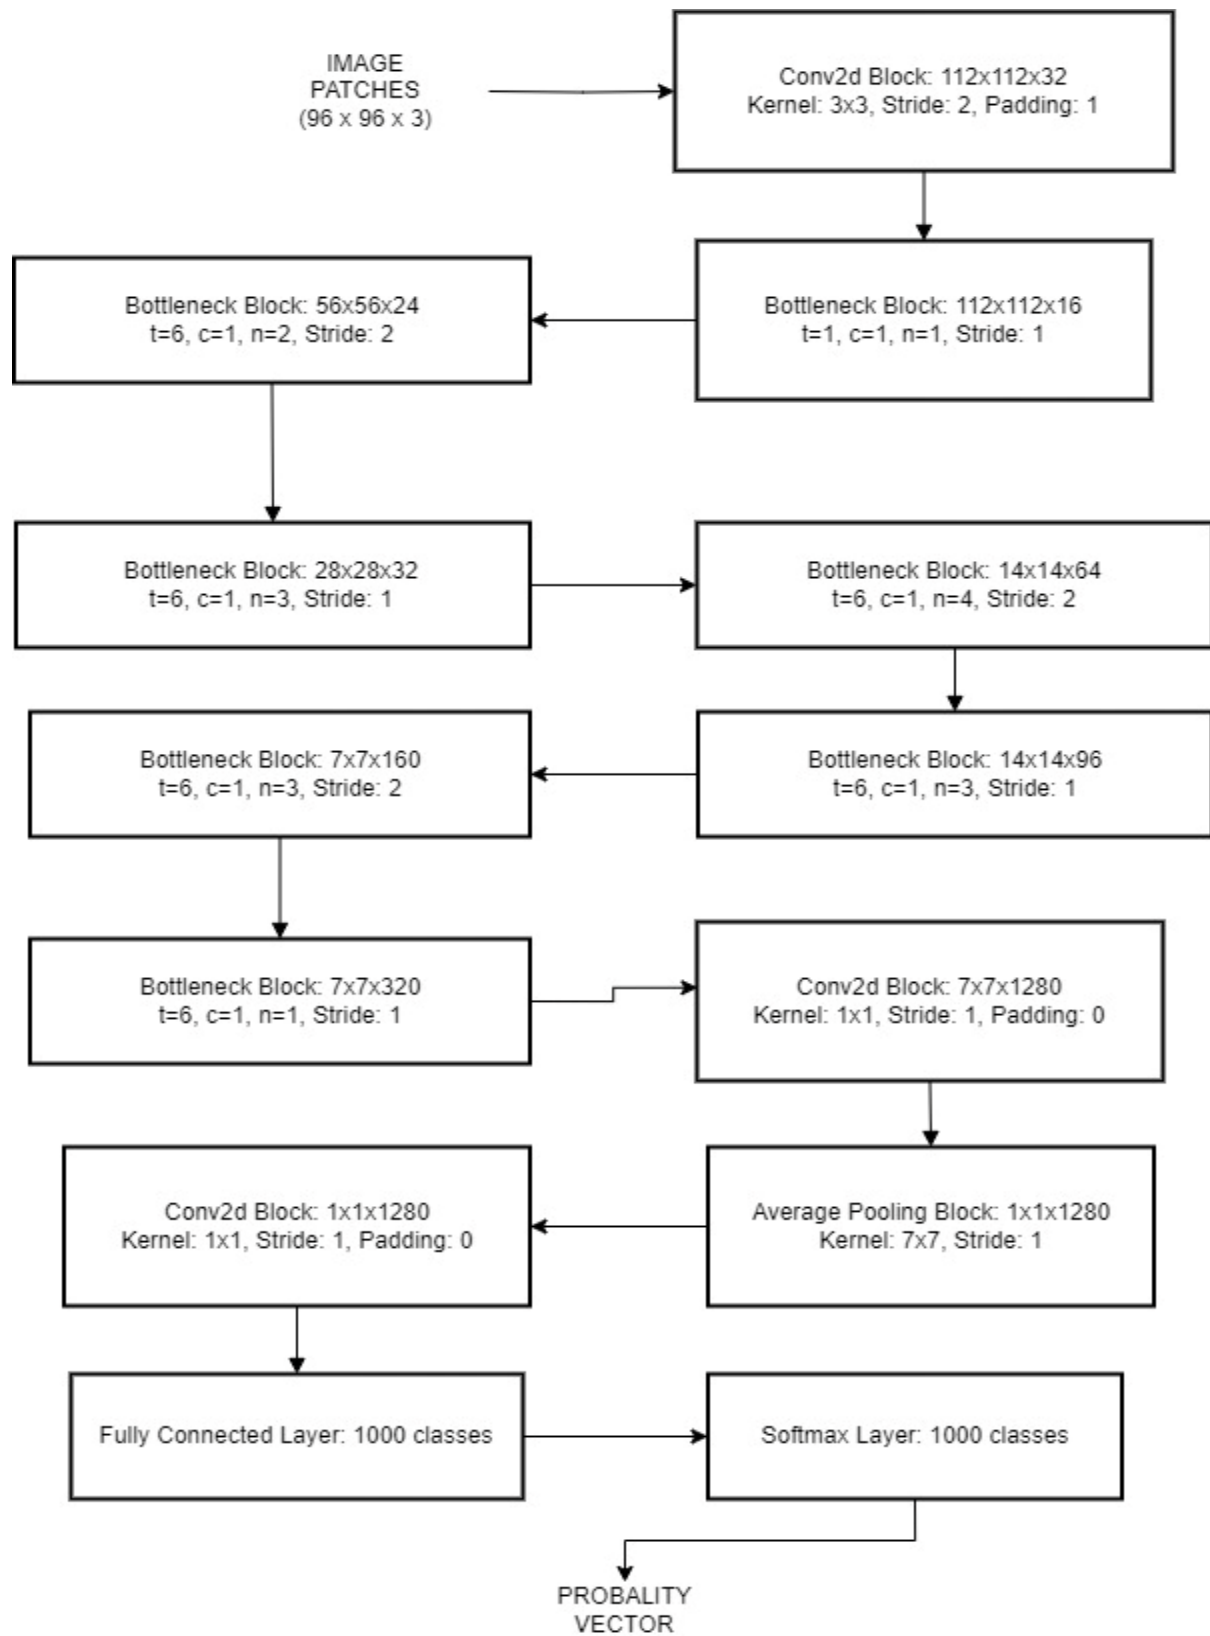 IMAGE
PATCHES
(96 x 96 x 3)
Conv2d Block: 112x112x32
Kernel: 3x3, Stride: 2, Padding: 1
Bottleneck Block: 112x112x16
t=1, c=1, n=1, Stride: 1
Bottleneck Block: 56x56x24
t=6, c=1, n=2, Stride: 2
Bottleneck Block: 28x28x32
t=6, c=1, n=3, Stride: 1
Bottleneck Block: 14x14x64
t=6, c=1, n=4, Stride: 2
Bottleneck Block: 14x14x96
t=6, c=1, n=3, Stride: 1
Bottleneck Block: 7x7x160
t=6, c=1, n=3, Stride: 2
Bottleneck Block: 7x7x320
t=6, c=1, n=1, Stride: 1
Conv2d Block: 7x7x1280
Kernel: 1x1, Stride: 1, Padding: 0
Average Pooling Block: 1x1x1280
Kernel: 7x7, Stride: 1
Conv2d Block: 1x1x1280
Kernel: 1x1, Stride: 1, Padding: 0
Fully Connected Layer: 1000 classes
Softmax Layer: 1000 classes
PROBALITY
VECTOR